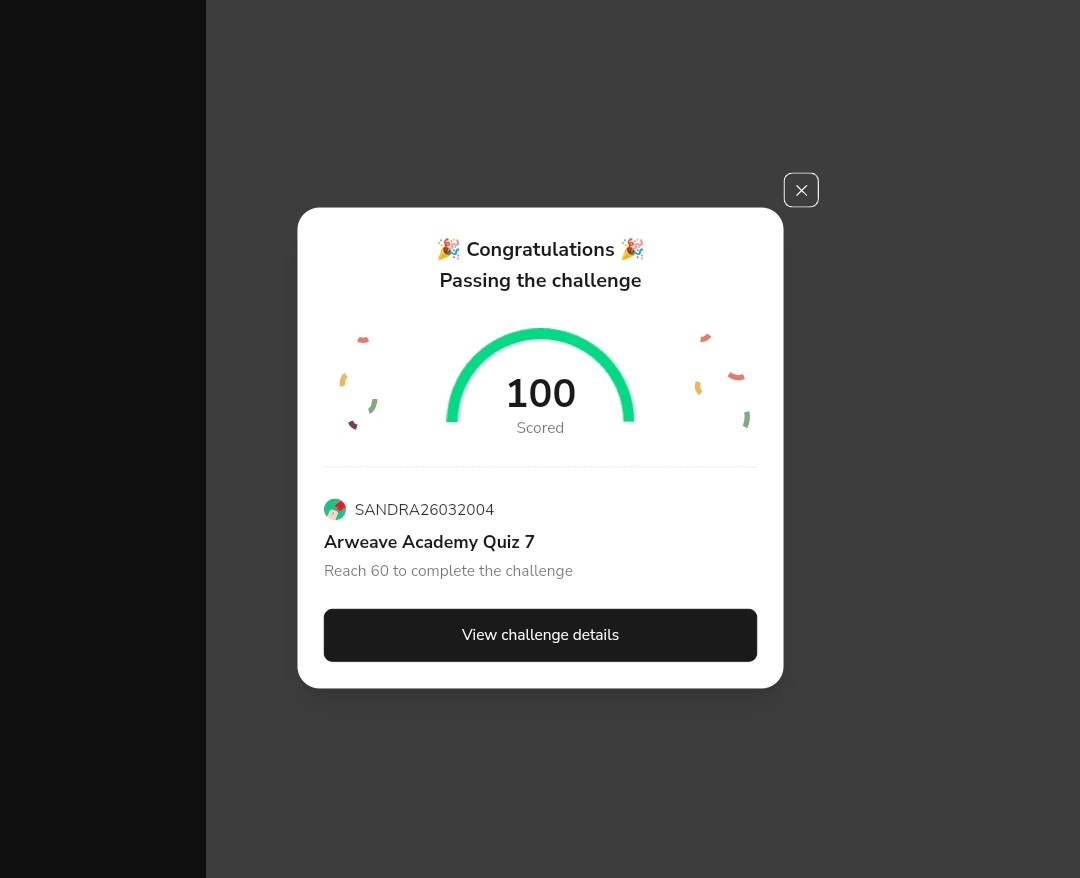 🎉 Congratulations 🎉
Passing the challenge
100
Scored
SANDRA26032004
Arweave Academy Quiz 7
Reach 60 to complete the challenge
View challenge details